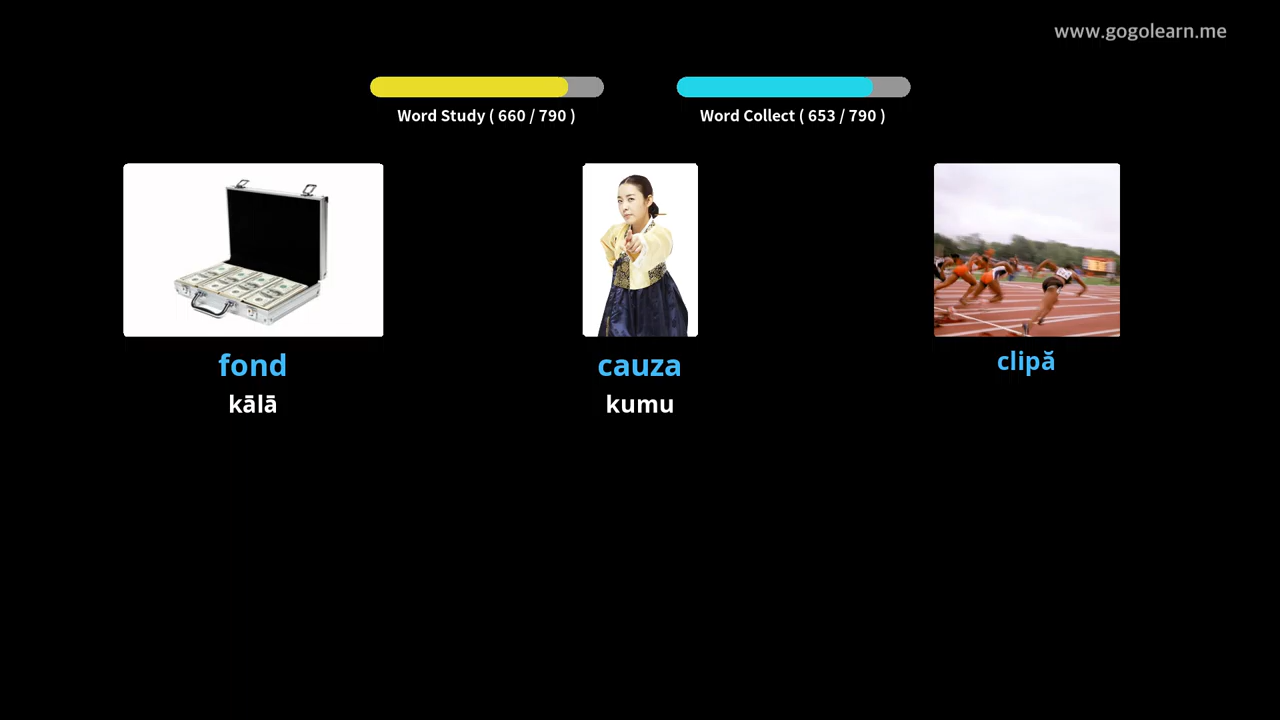 www.gogolearn.me
Word Study ( 660 / 790 )
Word Collect ( 653 / 790 )
fond
kālā
cauza
kumu
clipă